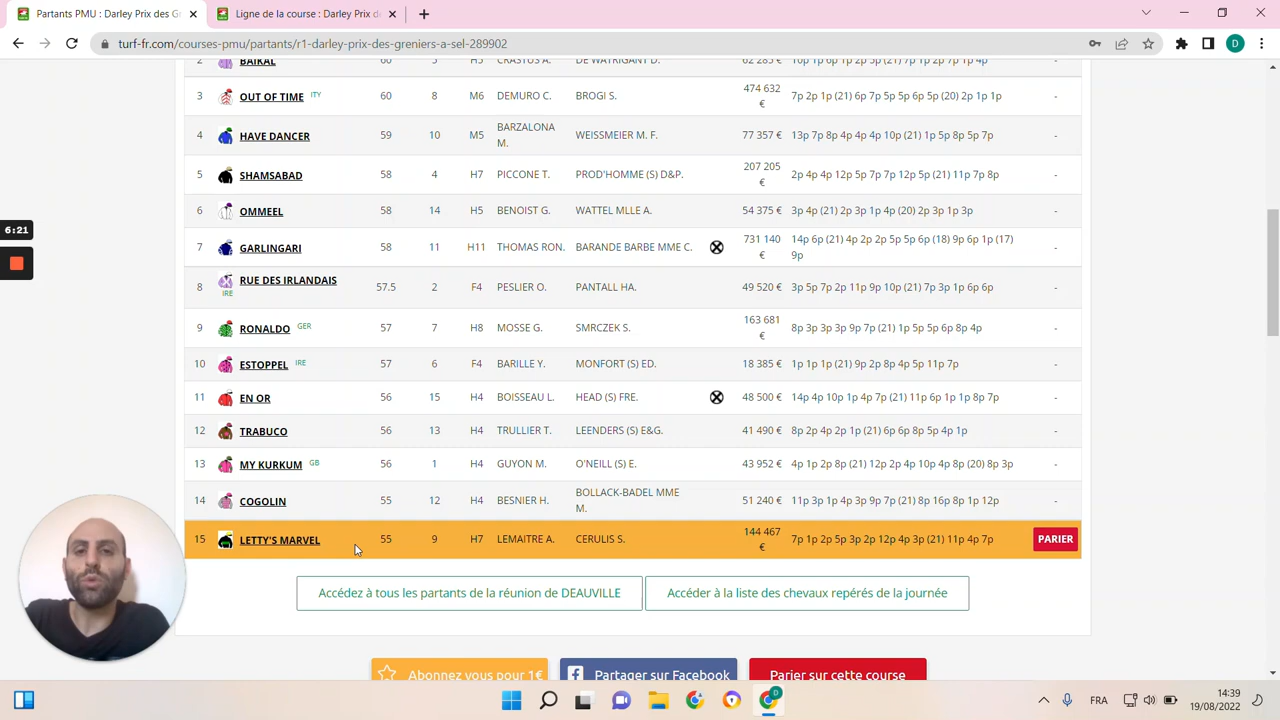 Partants PMU : Darley Prix des Gr
Ligne de la course : Darley Prix de
turf-fr.com/courses-pmu/partants/r1-darley-prix-des-greniers-a-sel-289902
D
2 BAIKAL 60 5 H5 CRASTUS A. DE WATRIGANT D. 62 285 € 10p 1p 6p 1p 2p 5p (21) 7p 1p 2p 7p 1p 4p -
3 OUT OF TIME ITY 60 8 M6 DEMURO C. BROGI S. 474 632 € 7p 2p 1p (21) 6p 7p 5p 5p 6p 5p (20) 2p 1p 1p -
4 HAVE DANCER 59 10 M5 BARZALONA M. WEISSMEIER M. F. 77 357 € 13p 7p 8p 4p 4p 4p 10p (21) 1p 5p 8p 5p 7p -
5 SHAMSABAD 58 4 H7 PICCONE T. PROD'HOMME (S) D&P. 207 205 € 2p 4p 4p 12p 5p 7p 7p 12p 5p (21) 11p 7p 8p -
6 OMMEEL 58 14 H5 BENOIST G. WATTEL MLLE A. 54 375 € 3p 4p (21) 2p 3p 1p 4p (20) 2p 3p 1p 3p -
7 GARLINGARI 58 11 H11 THOMAS RON. BARANDE BARBE MME C. 731 140 € 14p 6p (21) 4p 2p 2p 5p 5p 6p (18) 9p 6p 1p (17) 9p -
8 RUE DES IRLANDAIS IRE 57.5 2 F4 PESLIER O. PANTALL HA. 49 520 € 3p 5p 7p 2p 11p 9p 10p (21) 7p 3p 1p 6p 6p -
9 RONALDO GER 57 7 H8 MOSSE G. SMRCZEK S. 163 681 € 8p 3p 3p 3p 9p 7p (21) 1p 5p 5p 6p 8p 4p -
10 ESTOPPEL IRE 57 6 F4 BARILLE Y. MONFORT (S) ED. 18 385 € 1p 1p 1p (21) 9p 2p 8p 4p 5p 11p 7p -
11 EN OR 56 15 H4 BOISSEAU L. HEAD (S) FRE. 48 500 € 14p 4p 10p 1p 4p 7p (21) 11p 6p 1p 1p 8p 7p -
12 TRABUCO 56 13 H4 TRULLIER T. LEENDERS (S) E&G. 41 490 € 8p 2p 4p 2p 1p (21) 6p 6p 8p 5p 4p 1p -
13 MY KURKUM GB 56 1 H4 GUYON M. O'NEILL (S) E. 43 952 € 4p 1p 2p 8p (21) 12p 2p 4p 10p 4p 8p (20) 8p 3p -
14 COGOLIN 55 12 H4 BESNIER H. BOLLACK-BADEL MME M. 51 240 € 11p 3p 1p 4p 3p 9p 7p (21) 8p 16p 8p 1p 12p -
15 LETTY'S MARVEL 55 9 H7 LEMAITRE A. CERULIS S. 144 467 € 7p 1p 2p 5p 3p 2p 12p 4p 3p (21) 11p 4p 7p PARIER
6:21
Accédez à tous les partants de la réunion de DEAUVILLE
Accéder à la liste des chevaux repérés de la journée
Abonnez vous pour 1€
Partager sur Facebook
Parier sur cette course
FRA
14:39
19/08/2022